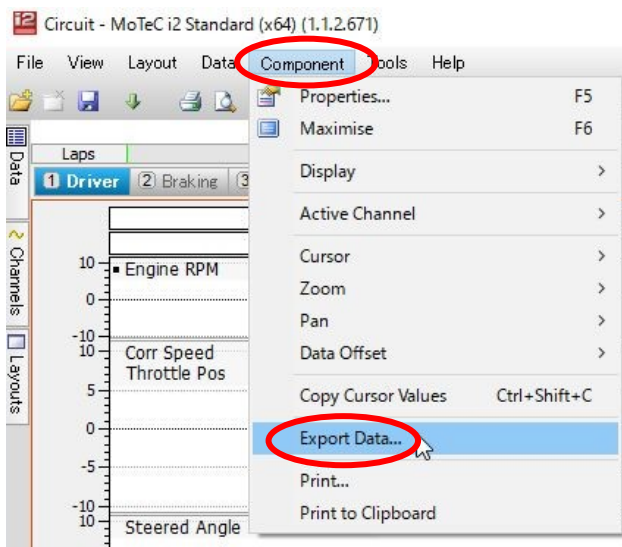 i2 Circuit - MoTeC i2 Standard (x64) (1.1.2.671)
File View Layout Data Component Tools Help
Properties... F5
Maximise F6
Display >
Active Channel >
Cursor >
Zoom >
Pan >
Data Offset >
Copy Cursor Values Ctrl+Shift+C
Export Data...
Print...
Print to Clipboard
Data
Channels
Layouts
Laps
1 Driver 2 Braking 3
10 Engine RPM
0
-10
10 Corr Speed
Throttle Pos
5
0
-5
-10
10 Steered Angle